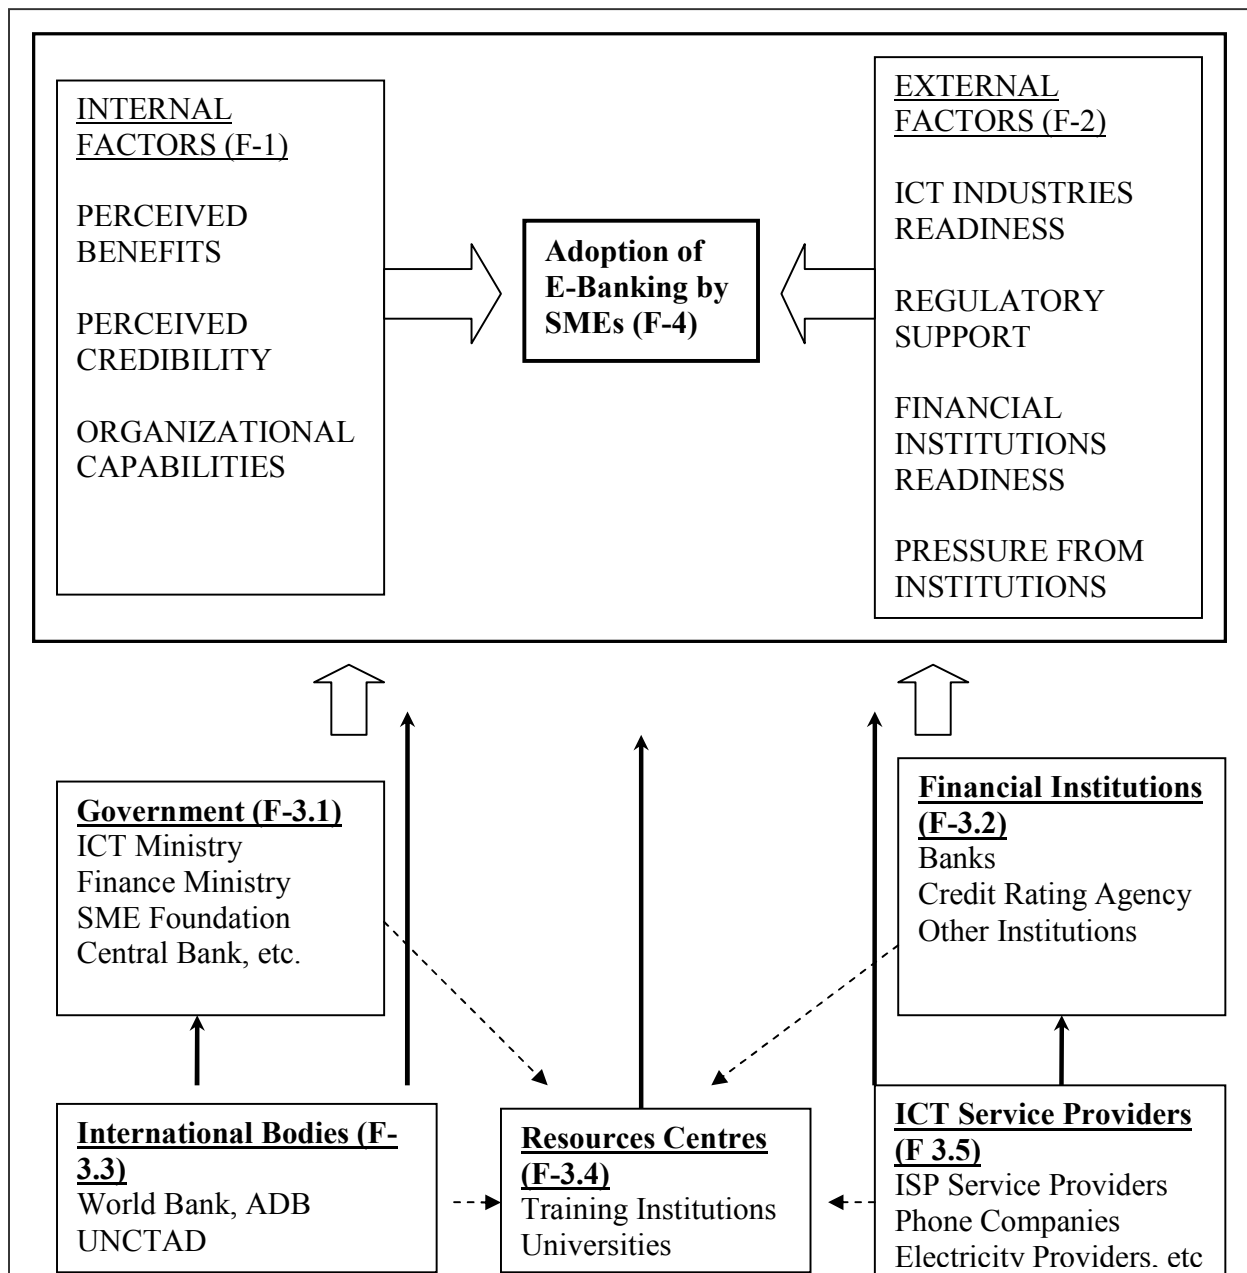 INTERNAL
FACTORS (F-1)
PERCEIVED
BENEFITS
PERCEIVED
CREDIBILITY
ORGANIZATIONAL
CAPABILITIES
Adoption of
E-Banking by
SMEs (F-4)
EXTERNAL
FACTORS (F-2)
ICT INDUSTRIES
READINESS
REGULATORY
SUPPORT
FINANCIAL
INSTITUTIONS
READINESS
PRESSURE FROM
INSTITUTIONS
Government (F-3.1)
ICT Ministry
Finance Ministry
SME Foundation
Central Bank, etc.
Financial Institutions
(F-3.2)
Banks
Credit Rating Agency
Other Institutions
International Bodies (F-
3.3)
World Bank, ADB
UNCTAD
Resources Centres
(F-3.4)
Training Institutions
Universities
ICT Service Providers
(F 3.5)
ISP Service Providers
Phone Companies
Electricity Providers, etc